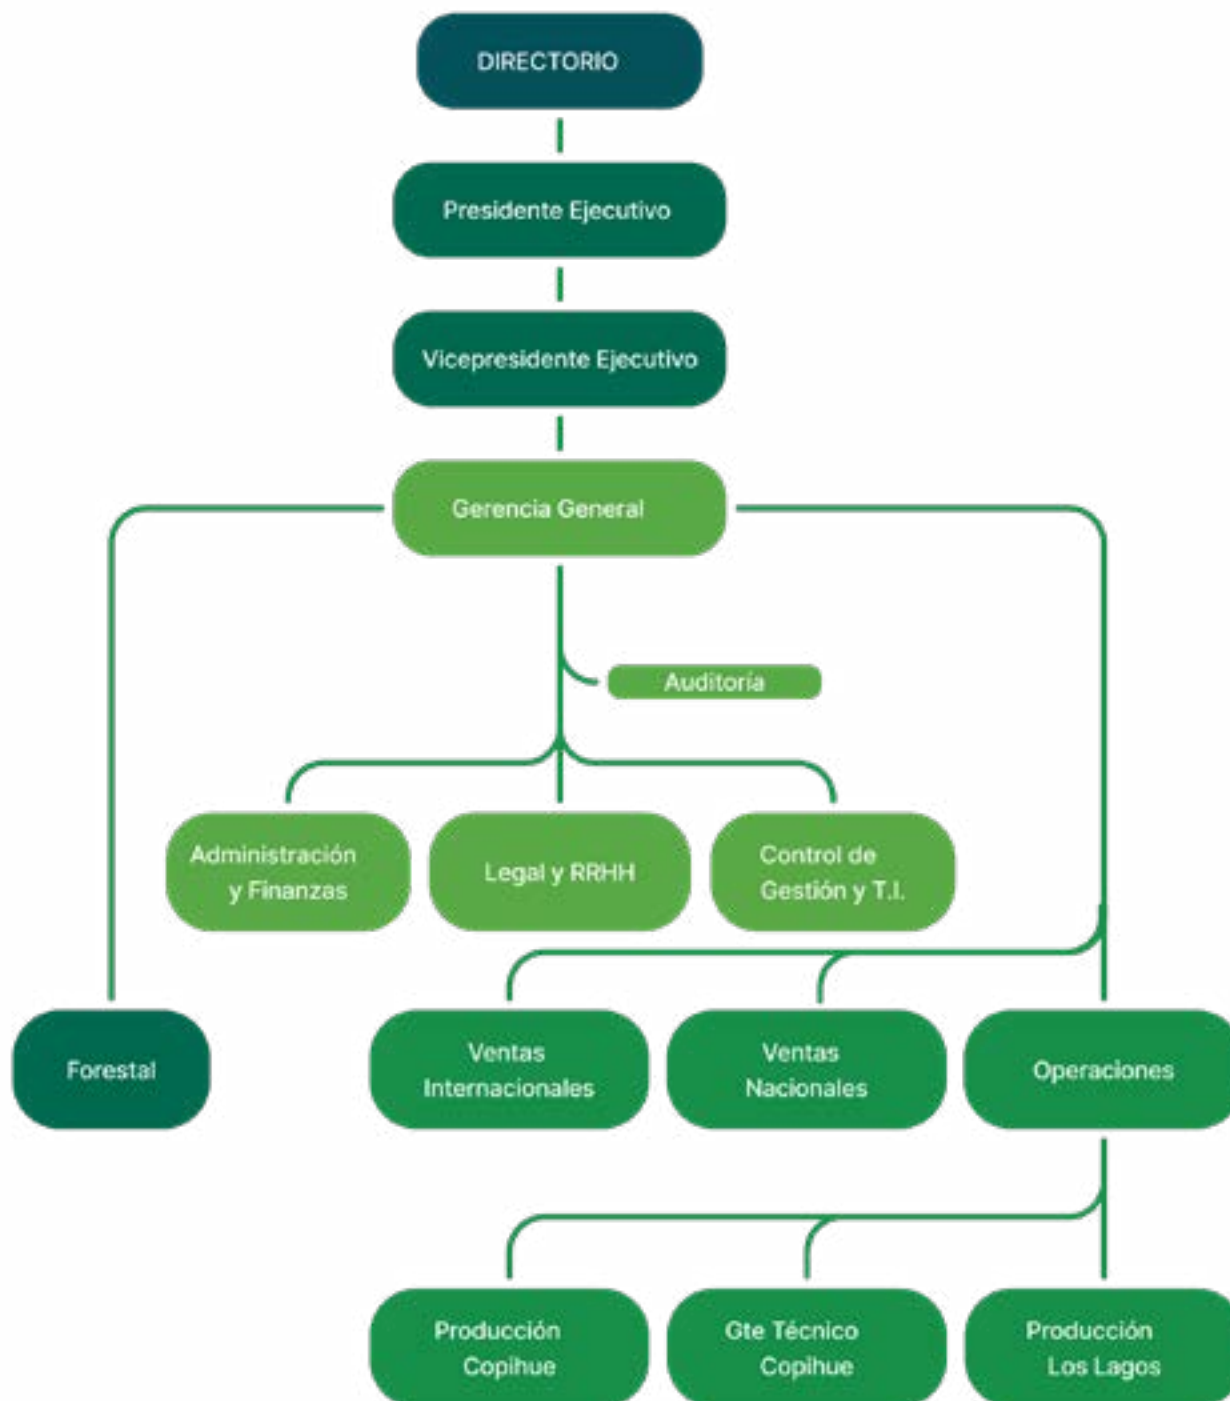 DIRECTORIO
Presidente Ejecutivo
Vicepresidente Ejecutivo
Gerencia General
Auditoría
Administración
y Finanzas
Legal y RRHH
Control de
Gestión y T.I.
Forestal
Ventas
Internacionales
Ventas
Nacionales
Operaciones
Producción
Copihue
Gte Técnico
Copihue
Producción
Los Lagos